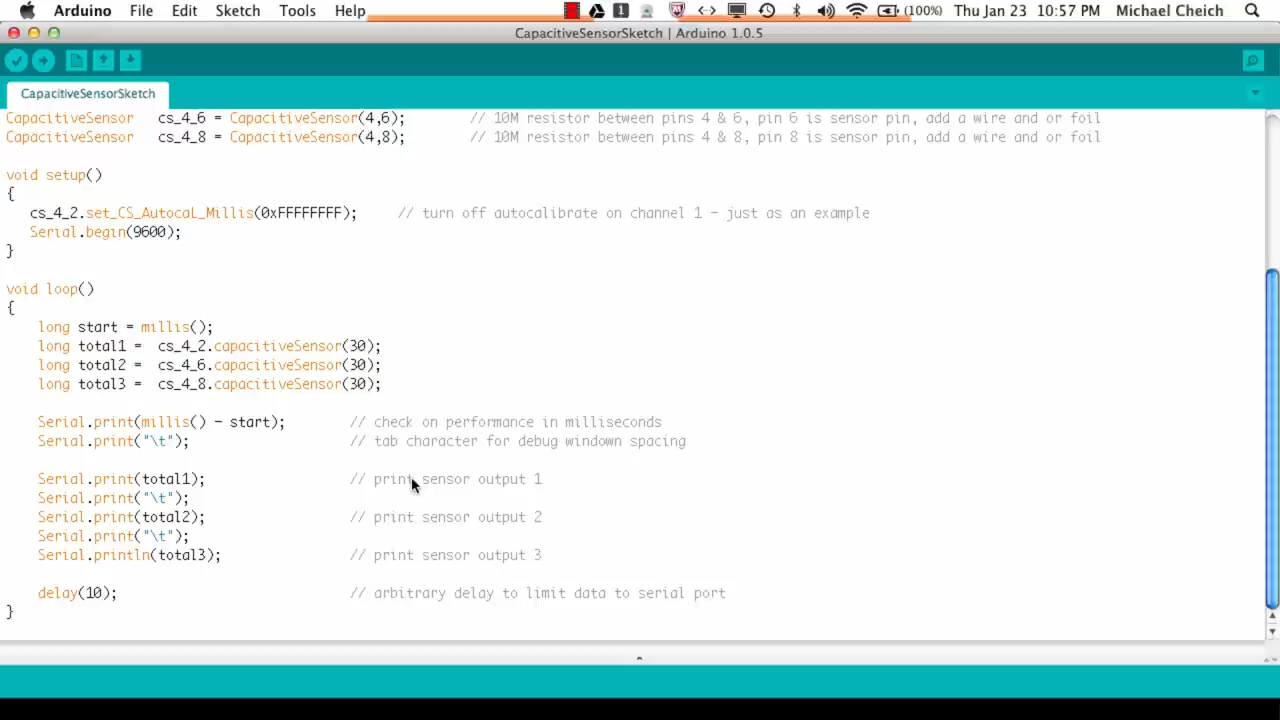 Arduino File Edit Sketch Tools Help 1 (100%) Thu Jan 23 10:57 PM Michael Cheich
CapacitiveSensorSketch | Arduino 1.0.5
CapacitiveSensorSketch
CapacitiveSensor cs_4_6 = CapacitiveSensor(4,6); // 10M resistor between pins 4 & 6, pin 6 is sensor pin, add a wire and or foil
CapacitiveSensor cs_4_8 = CapacitiveSensor(4,8); // 10M resistor between pins 4 & 8, pin 8 is sensor pin, add a wire and or foil
void setup()
{
cs_4_2.set_CS_AutocaL_Millis(0xFFFFFFFF); // turn off autocalibrate on channel 1 - just as an example
Serial.begin(9600);
}
void loop()
{
long start = millis();
long total1 = cs_4_2.capacitiveSensor(30);
long total2 = cs_4_6.capacitiveSensor(30);
long total3 = cs_4_8.capacitiveSensor(30);
Serial.print(millis() - start); // check on performance in milliseconds
Serial.print("\t"); // tab character for debug windown spacing
Serial.print(total1); // print sensor output 1
Serial.print("\t");
Serial.print(total2); // print sensor output 2
Serial.print("\t");
Serial.println(total3); // print sensor output 3
delay(10); // arbitrary delay to limit data to serial port
}